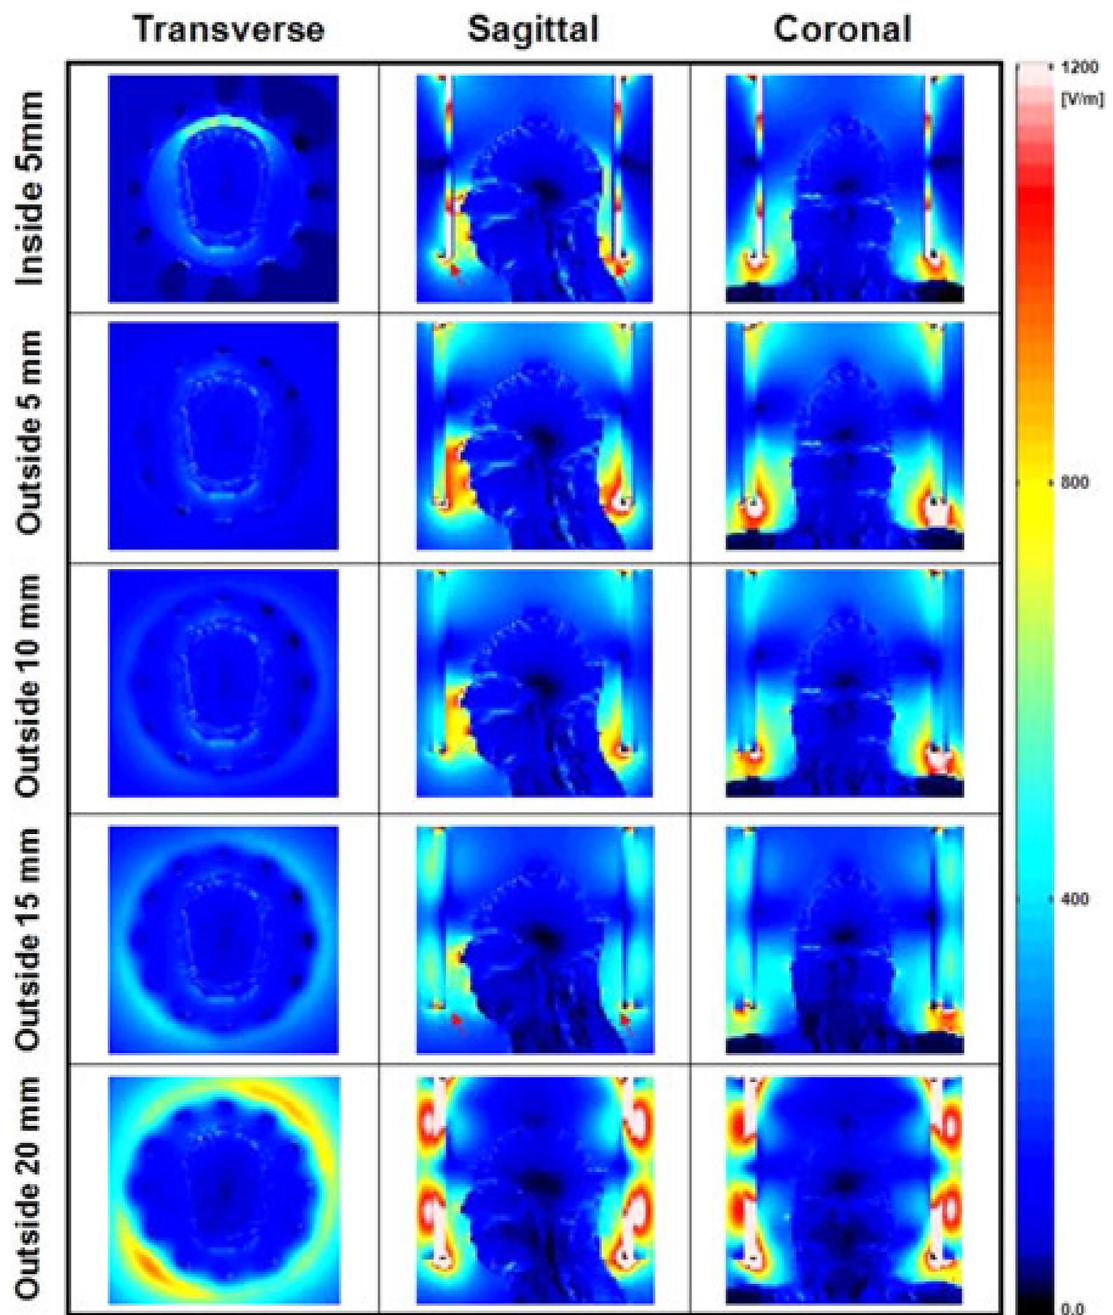 Transverse Sagittal Coronal
1200
[V/m]
Inside 5mm
Outside 5 mm
800
Outside 10 mm
Outside 15 mm
400
Outside 20 mm
0.0